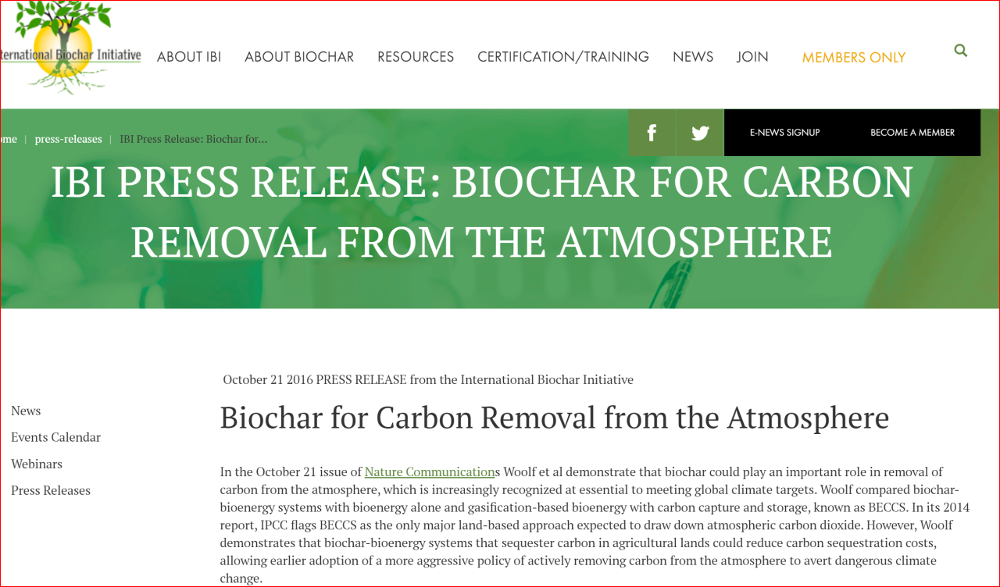 ternational Biochar Initiative
ABOUT IBI ABOUT BIOCHAR RESOURCES CERTIFICATION/TRAINING NEWS JOIN MEMBERS ONLY
E-NEWS SIGNUP BECOME A MEMBER
ome | press-releases | IBI Press Release: Biochar for...
IBI PRESS RELEASE: BIOCHAR FOR CARBON
REMOVAL FROM THE ATMOSPHERE
News
Events Calendar
Webinars
Press Releases
October 21 2016 PRESS RELEASE from the International Biochar Initiative
Biochar for Carbon Removal from the Atmosphere
In the October 21 issue of Nature Communications Woolf et al demonstrate that biochar could play an important role in removal of
carbon from the atmosphere, which is increasingly recognized at essential to meeting global climate targets. Woolf compared biochar-
bioenergy systems with bioenergy alone and gasification-based bioenergy with carbon capture and storage, known as BECCS. In its 2014
report, IPCC flags BECCS as the only major land-based approach expected to draw down atmospheric carbon dioxide. However, Woolf
demonstrates that biochar-bioenergy systems that sequester carbon in agricultural lands could reduce carbon sequestration costs,
allowing earlier adoption of a more aggressive policy of actively removing carbon from the atmosphere to avert dangerous climate
change.